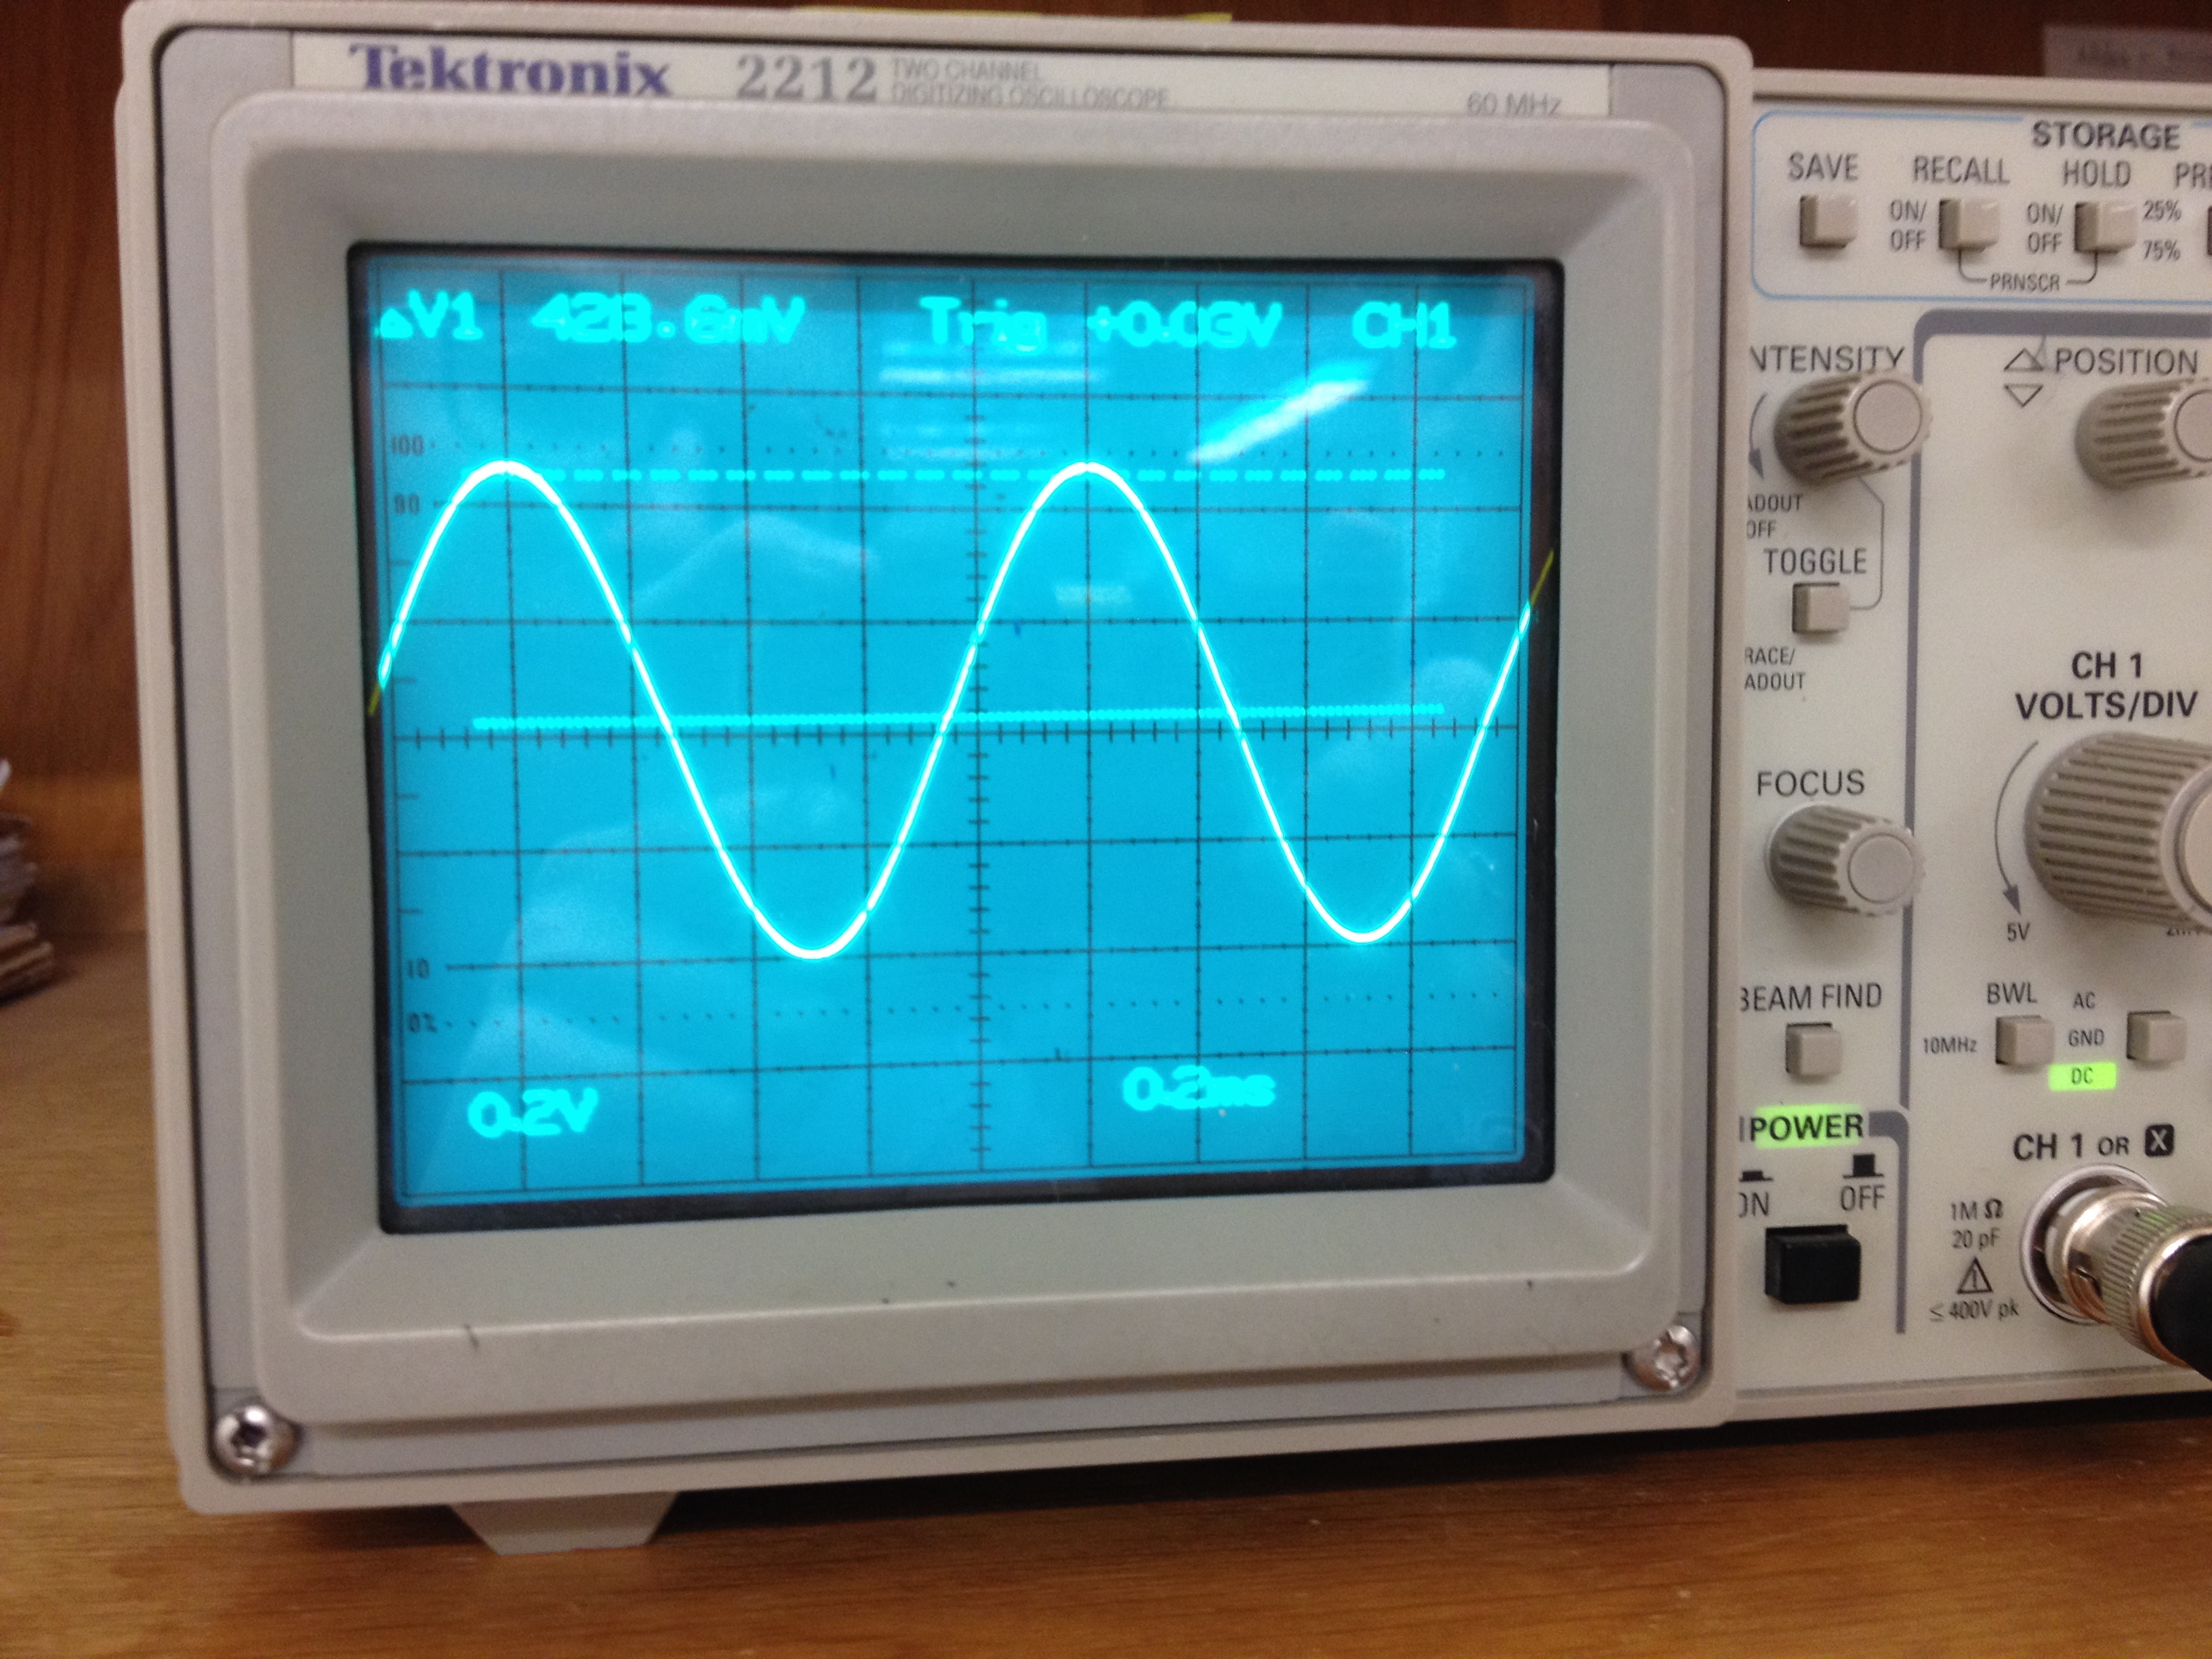 Tektronix 2212 TWO CHANNEL
DIGITIZING OSCILLOSCOPE
60 MHz
Trig +0.03V CH1
ΔV1
100
90
10
0%
0.2V 0.2ms
STORAGE
SAVE RECALL HOLD
ON/ OFF ON/ OFF 25%
75%
PRNSCR
NTENSITY
POSITION
ADOUT
OFF
TOGGLE
RACE/
ADOUT
CH 1
VOLTS/DIV
FOCUS
5V
BEAM FIND
BWL AC
10MHz GND
DC
POWER
ON OFF
CH 1 OR X
1M Ω
20 pF
≤ 400V pk